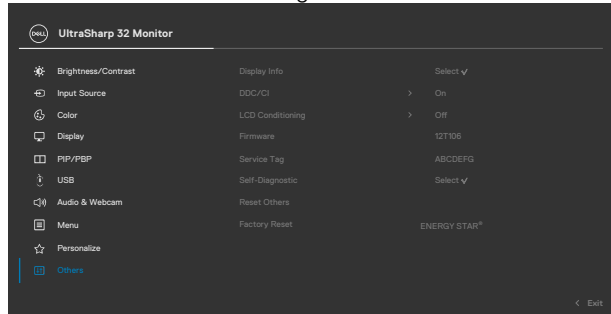 DELL UltraSharp 32 Monitor
Brightness/Contrast Display Info Select ✓
Input Source DDC/CI > On
Color LCD Conditioning > Off
Display Firmware 12T106
PIP/PBP Service Tag ABCDEFG
USB Self-Diagnostic Select ✓
Audio & Webcam Reset Others
Menu Factory Reset ENERGY STAR®
Personalize
Others
< Exit